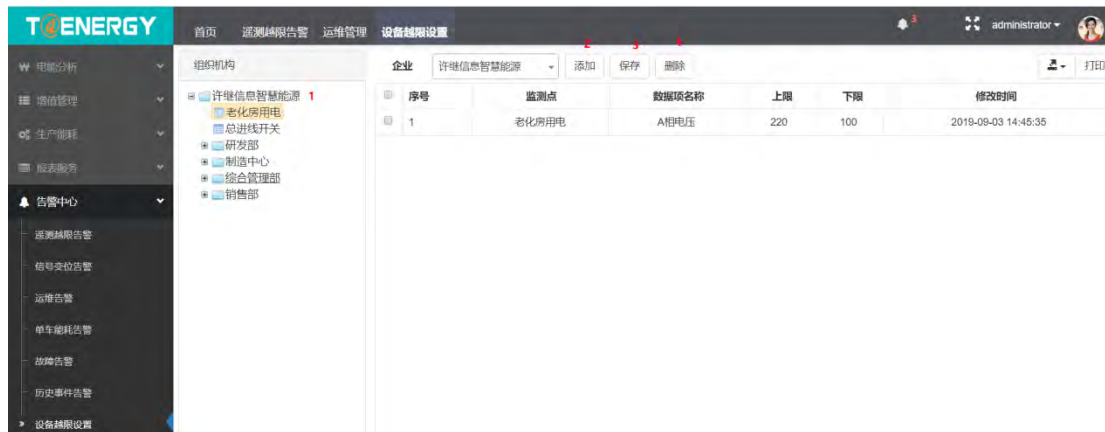 T@ENERGY
首页 遥测越限告警 运维管理 设备越限设置 3 administrator
电能分析
增值管理
生产能耗
报表服务
告警中心
遥测越限告警
信号变位告警
运维告警
单车能耗告警
故障告警
历史事件告警
设备越限设置
组织机构
许继信息智慧能源 1
老化房用电
总进线开关
研发部
制造中心
综合管理部
销售部
2 3 4
企业 许继信息智慧能源 添加 保存 删除 打印
序号 监测点 数据项名称 上限 下限 修改时间
1 老化房用电 A相电压 220 100 2019-09-03 14:45:35